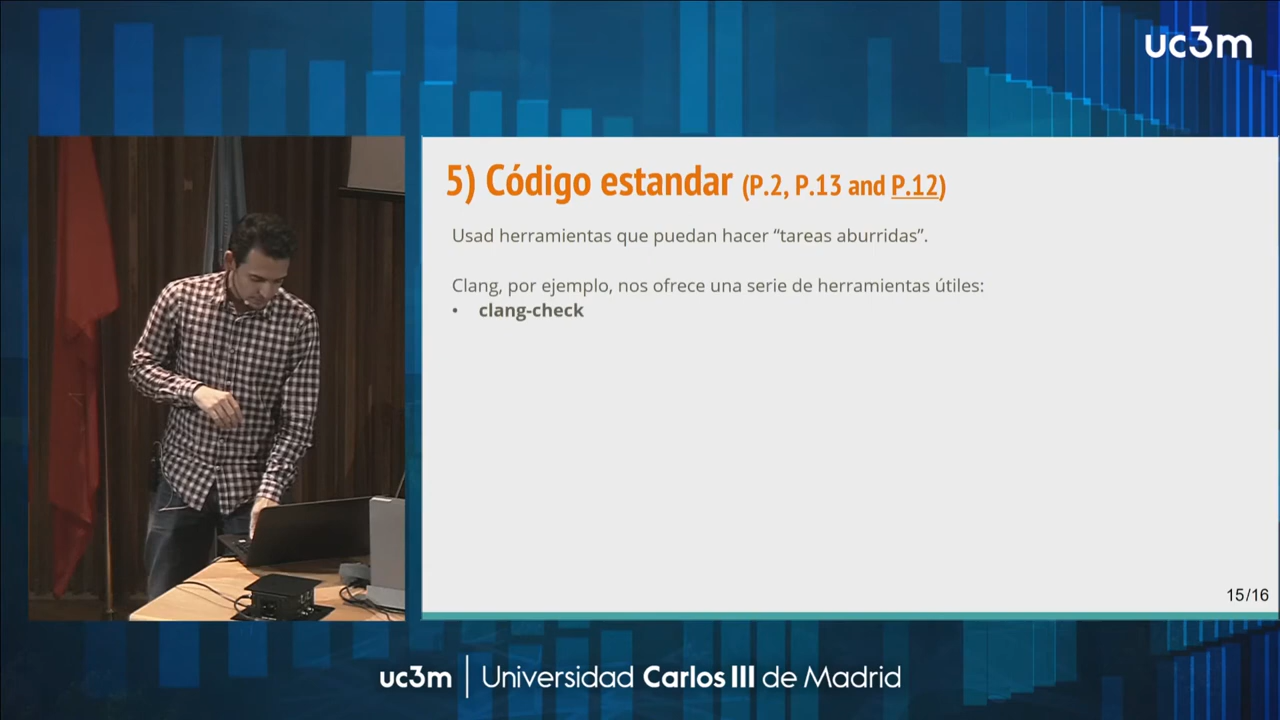 uc3m
5) Código estandar (P.2, P.13 and P.12)
Usad herramientas que puedan hacer “tareas aburridas”.
Clang, por ejemplo, nos ofrece una serie de herramientas útiles:
• clang-check
15/16
uc3m | Universidad Carlos III de Madrid